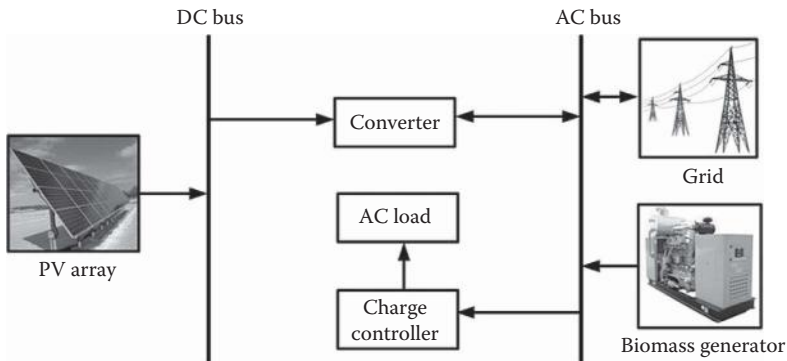 DC bus
AC bus
Converter
Grid
PV array
AC load
Charge
controller
Biomass generator